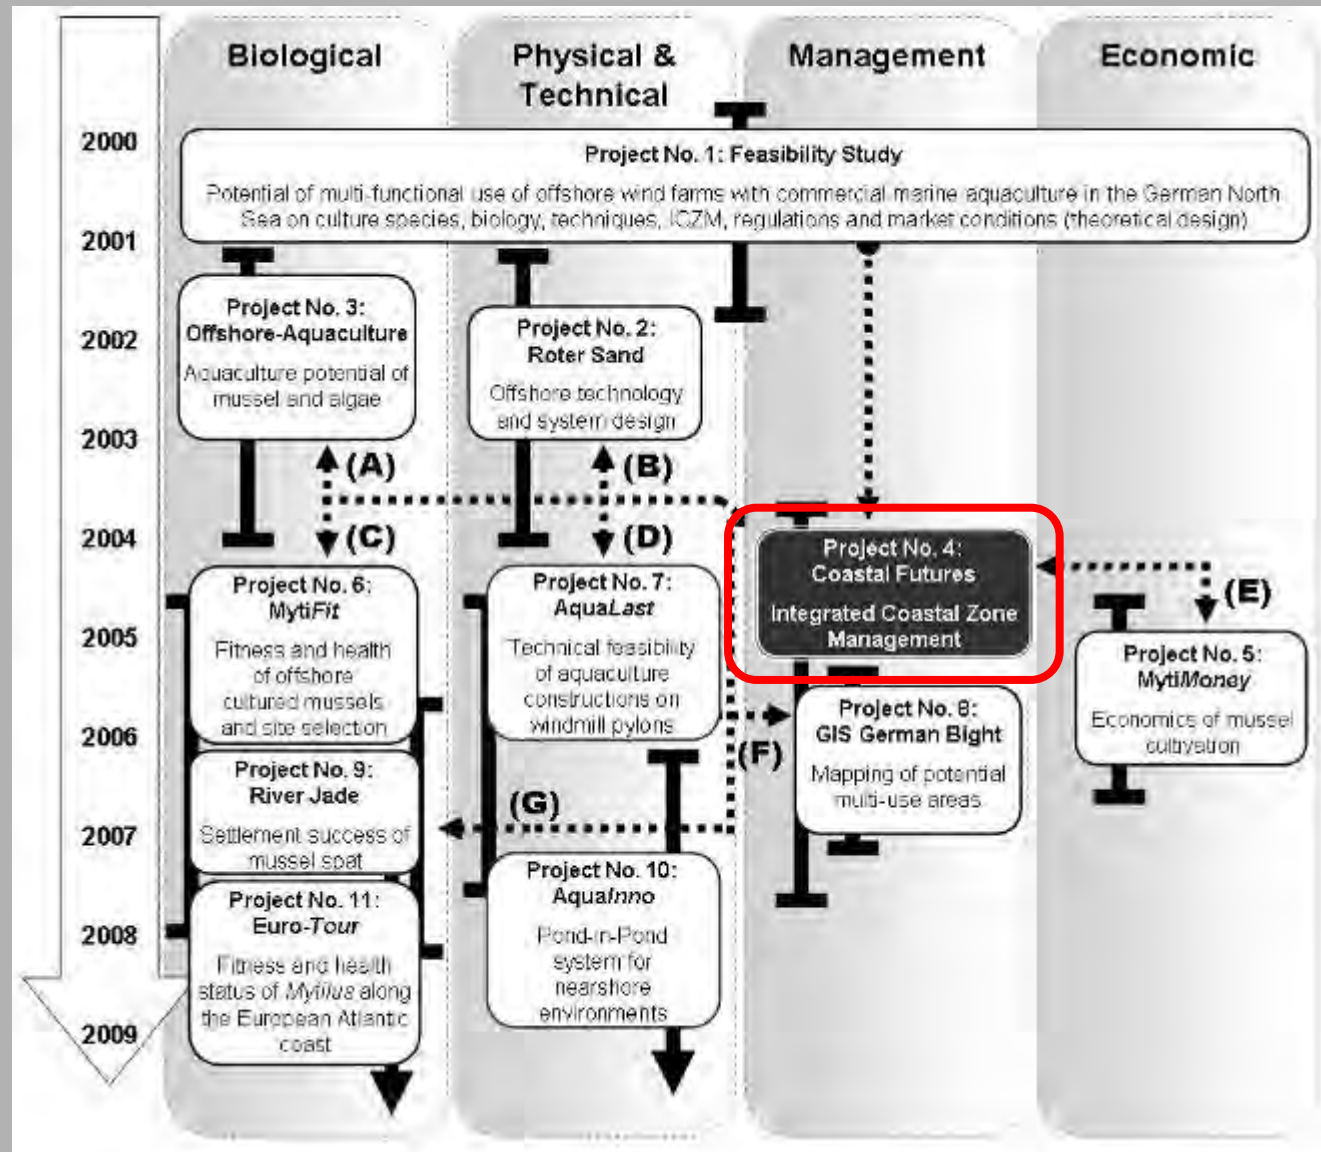 Biological
Physical &
Technical
Management
Economic
2000
2001
2002
2003
2004
2005
2006
2007
2008
2009
Project No. 1: Feasibility Study
Potential of multi-functional use of offshore wind farms with commercial marine aquaculture in the German North
Sea on culture species, biology, techniques, ICZM, regulations and market conditions (theoretical design)
Project No. 3:
Offshore-Aquaculture
Aquaculture potential of
mussel and algae
Project No. 2:
Roter Sand
Offshore technology
and system design
(A)
(B)
(C)
(D)
Project No. 4:
Coastal Futures
Integrated Coastal Zone
Management
(E)
Project No. 6:
MytiFit
Fitness and health
of offshore
cultured mussels
and site selection
Project No. 7:
AquaLast
Technical feasibility
of aquaculture
constructions on
windmill pylons
Project No. 5:
MytiMoney
Economics of mussel
cultivation
Project No. 8:
GIS German Bight
Mapping of potential
multi-use areas
(F)
(G)
Project No. 9:
River Jade
Settlement success of
mussel spat
Project No. 10:
AquaInno
Pond-in-Pond
system for
nearshore
environments
Project No. 11:
Euro-Tour
Fitness and health
status of Mytilus along
the European Atlantic
coast